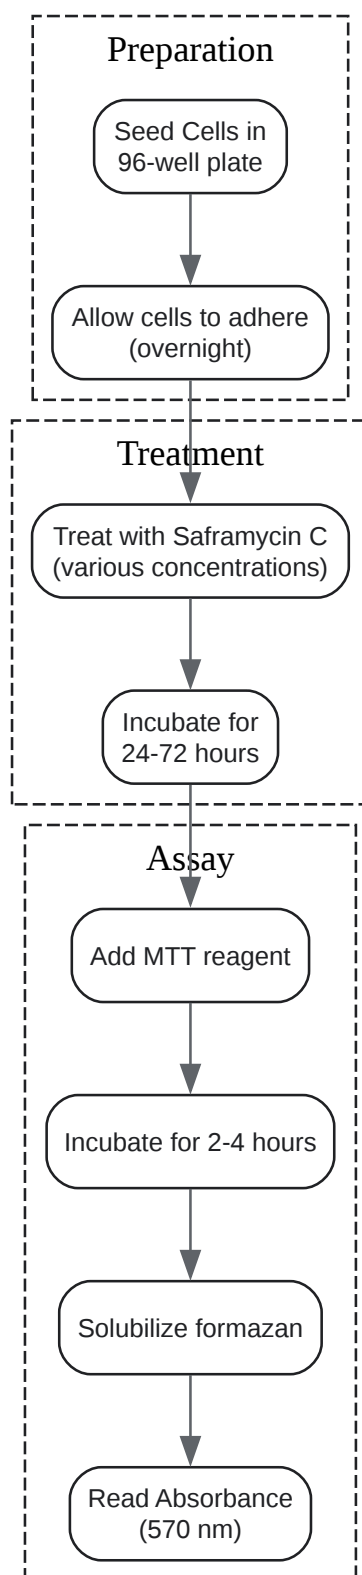 Preparation
Seed Cells in
96-well plate
Allow cells to adhere
(overnight)
Treatment
Treat with Saframycin C
(various concentrations)
Incubate for
24-72 hours
Assay
Add MTT reagent
Incubate for 2-4 hours
Solubilize formazan
Read Absorbance
(570 nm)